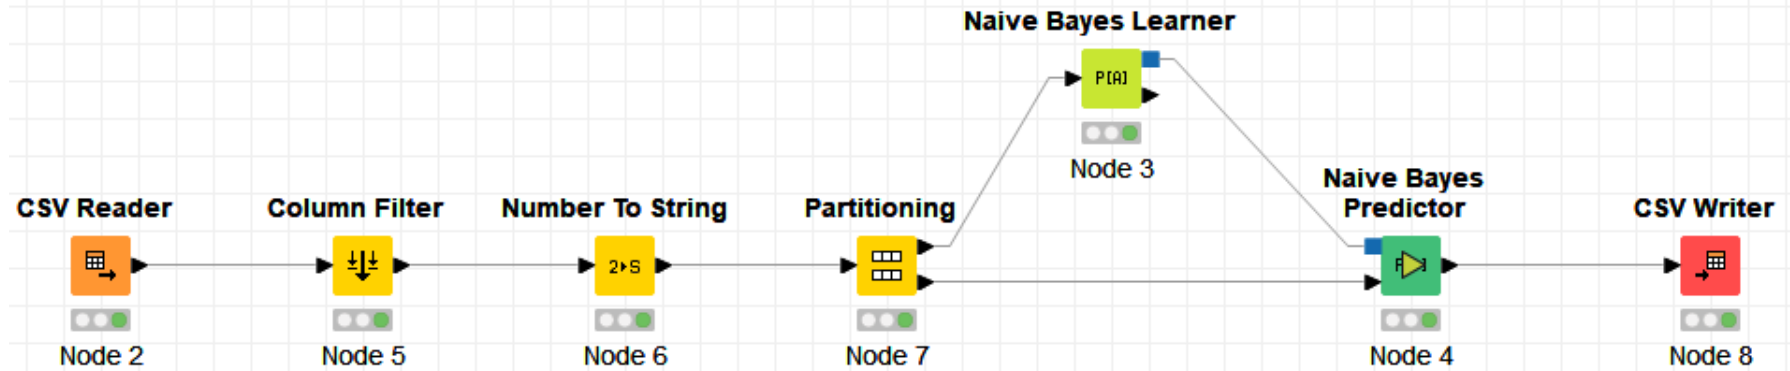 Naive Bayes Learner
P[A]
Node 3
CSV Reader
Node 2
Column Filter
Node 5
Number To String
2▸S
Node 6
Partitioning
Node 7
Naive Bayes
Predictor
Node 4
CSV Writer
Node 8